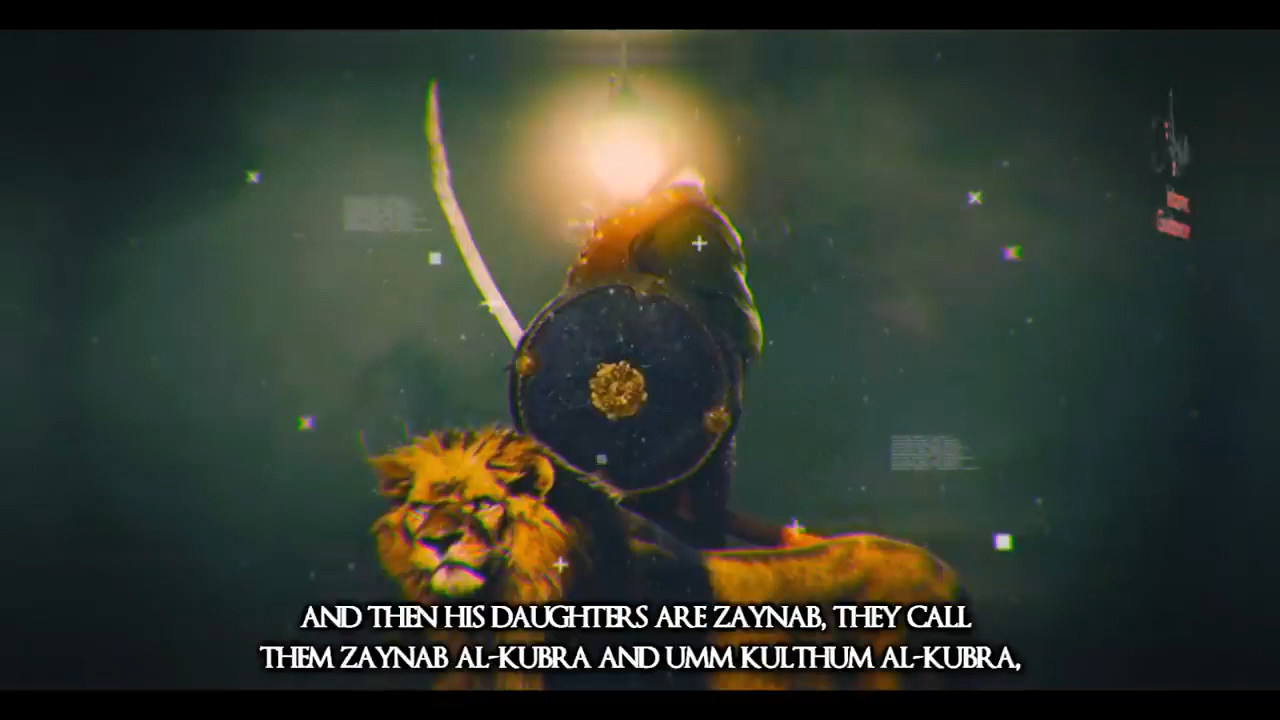 AND THEN HIS DAUGHTERS ARE ZAYNAB, THEY CALL
THEM ZAYNAB AL-KUBRA AND UMM KULTHUM AL-KUBRA,